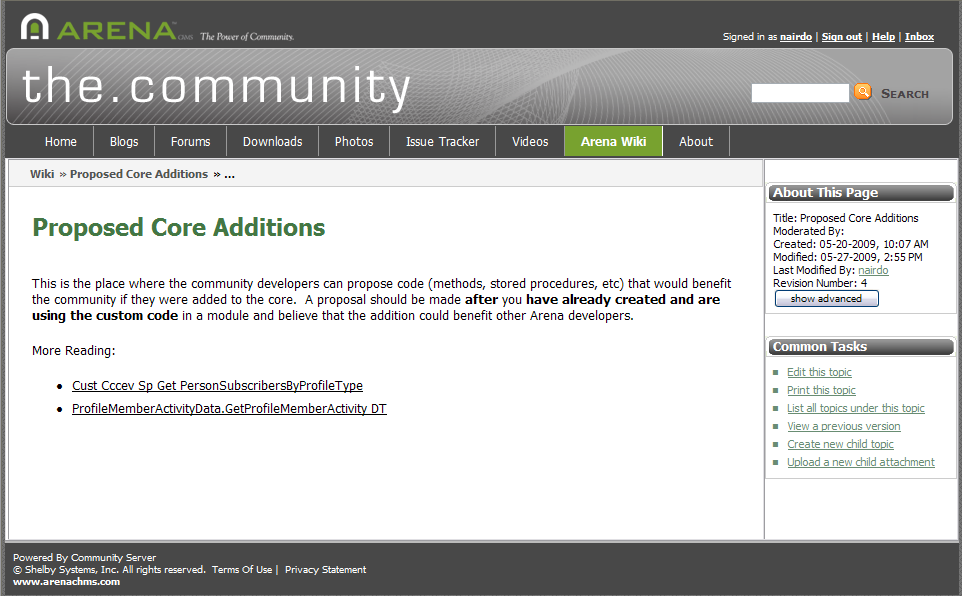 ARENA CHMS The Power of Community.
Signed in as nairdo | Sign out | Help | Inbox
the.community
SEARCH
Home Blogs Forums Downloads Photos Issue Tracker Videos Arena Wiki About
Wiki » Proposed Core Additions » ...
Proposed Core Additions
This is the place where the community developers can propose code (methods, stored procedures, etc) that would benefit
the community if they were added to the core. A proposal should be made after you have already created and are
using the custom code in a module and believe that the addition could benefit other Arena developers.
More Reading:
• Cust Cccev Sp Get PersonSubscribersByProfileType
• ProfileMemberActivityData.GetProfileMemberActivity DT
About This Page
Title: Proposed Core Additions
Moderated By:
Created: 05-20-2009, 10:07 AM
Modified: 05-27-2009, 2:55 PM
Last Modified By: nairdo
Revision Number: 4
show advanced
Common Tasks
Edit this topic
Print this topic
List all topics under this topic
View a previous version
Create new child topic
Upload a new child attachment
Powered By Community Server
© Shelby Systems, Inc. All rights reserved. Terms Of Use | Privacy Statement
www.arenachms.com